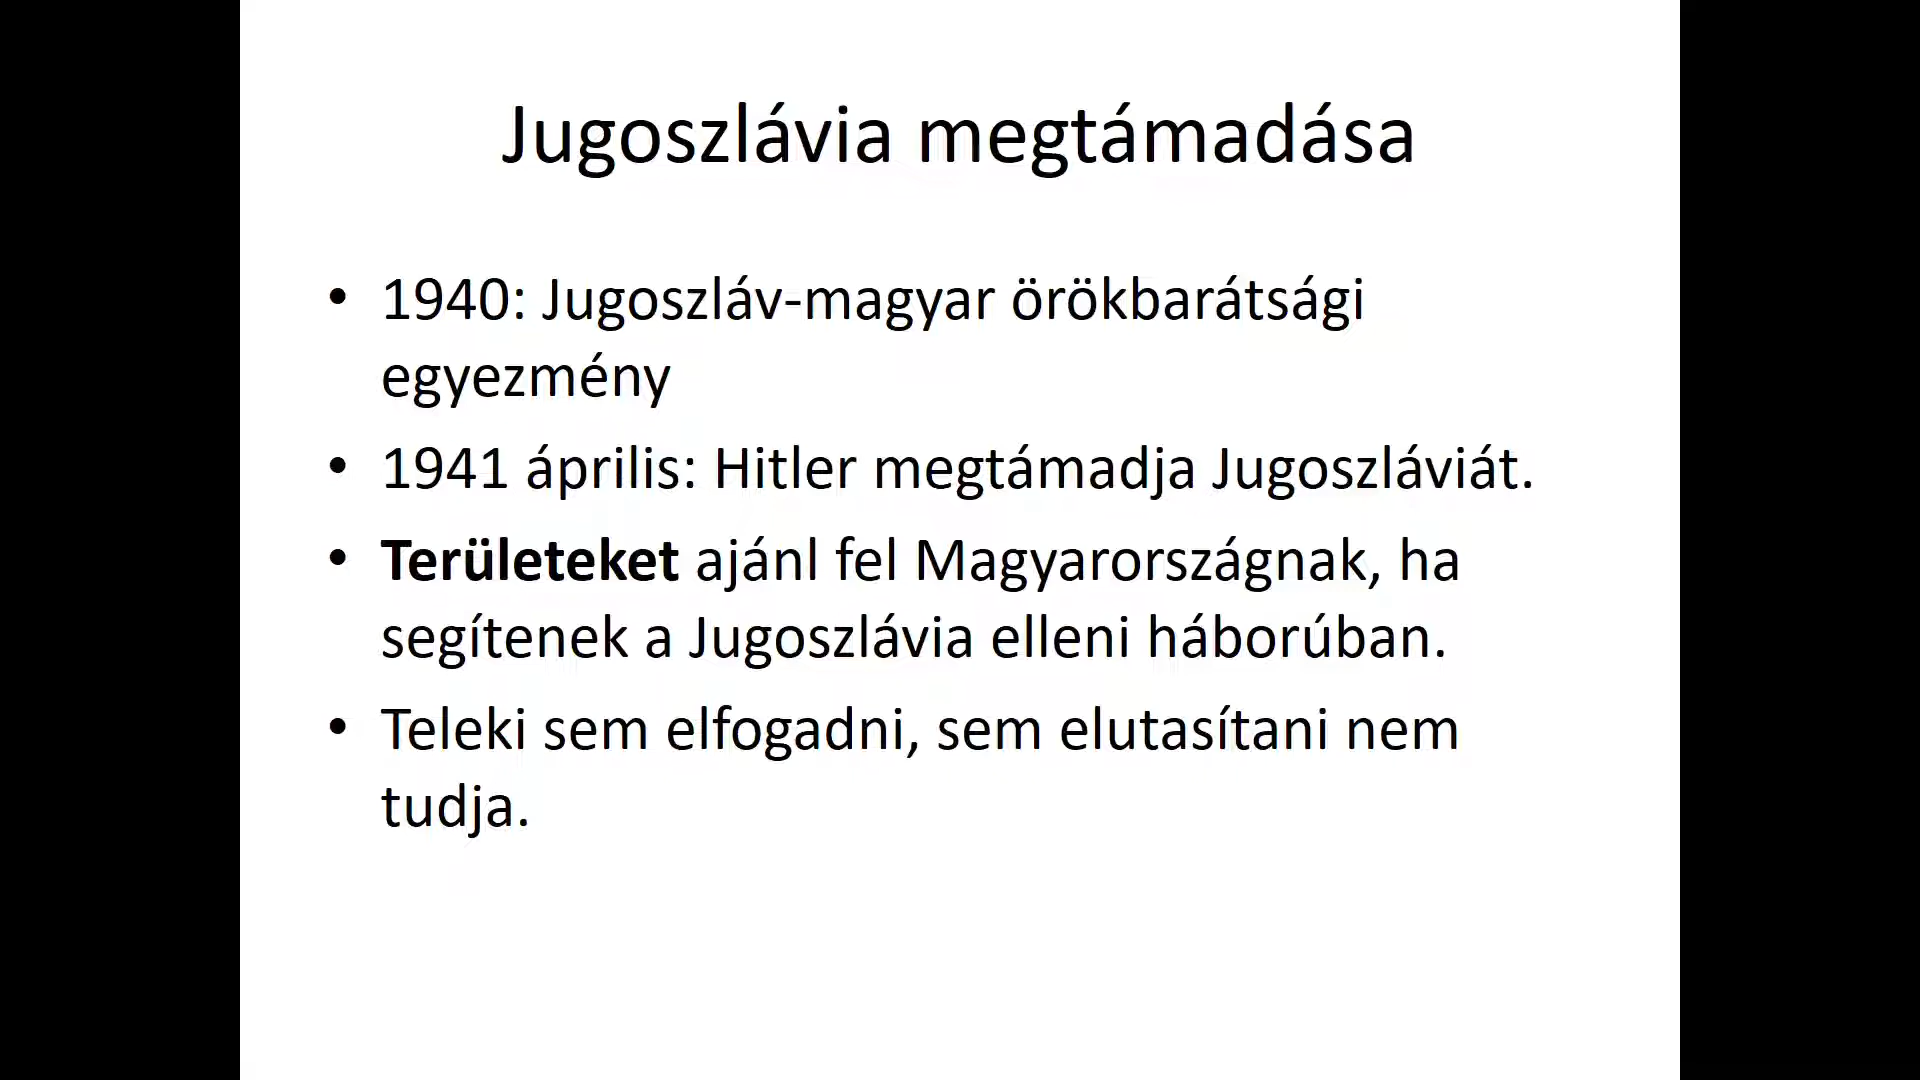 Jugoszlávia megtámadása
• 1940: Jugoszláv-magyar örökbarátsági
egyezmény
• 1941 április: Hitler megtámadja Jugoszláviát.
• Területeket ajánl fel Magyarországnak, ha
segítenek a Jugoszlávia elleni háborúban.
• Teleki sem elfogadni, sem elutasítani nem
tudja.